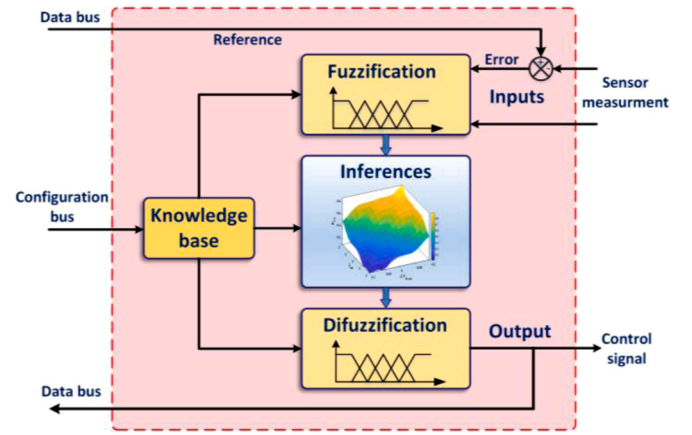 Data bus
Reference
Error
Fuzzification
Inputs
Sensor
measurment
Inferences
Configuration
bus
Knowledge
base
Difuzzification
Output
Control
signal
Data bus